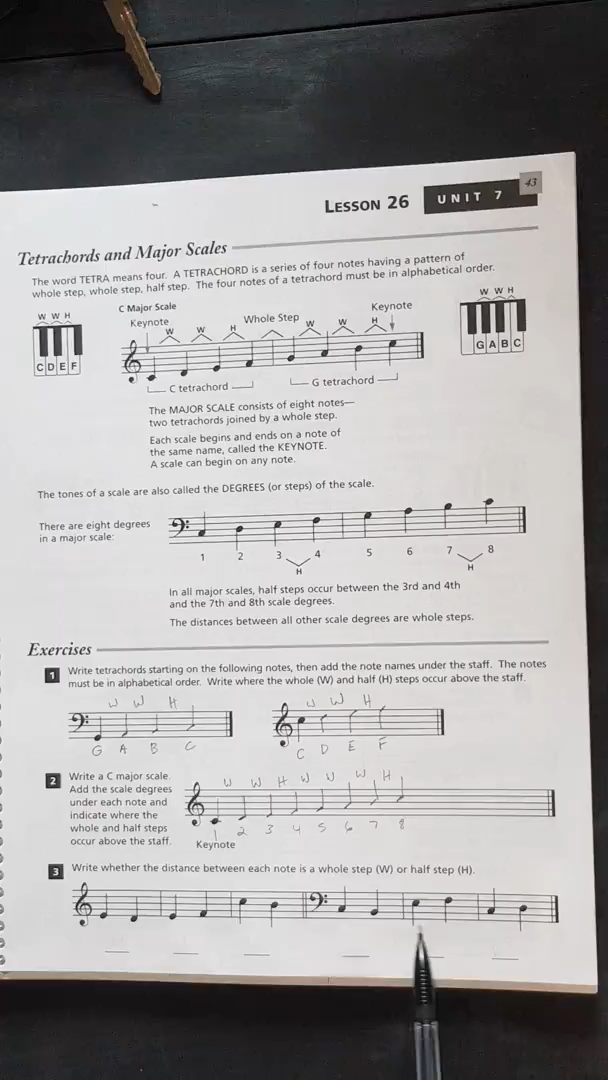 43
LESSON 26 UNIT 7
Tetrachords and Major Scales
The word TETRA means four. A TETRACHORD is a series of four notes having a pattern of
whole step, whole step, half step. The four notes of a tetrachord must be in alphabetical order.
C Major Scale
Keynote W W H Whole Step W W H Keynote
W W H
C D E F
W W H
G A B C
C tetrachord G tetrachord
The MAJOR SCALE consists of eight notes—
two tetrachords joined by a whole step.
Each scale begins and ends on a note of
the same name, called the KEYNOTE.
A scale can begin on any note.
The tones of a scale are also called the DEGREES (or steps) of the scale.
There are eight degrees
in a major scale:
1 2 3 4 5 6 7 8
H H
In all major scales, half steps occur between the 3rd and 4th
and the 7th and 8th scale degrees.
The distances between all other scale degrees are whole steps.
Exercises
1 Write tetrachords starting on the following notes, then add the note names under the staff. The notes
must be in alphabetical order. Write where the whole (W) and half (H) steps occur above the staff.
W W H W W H
G A B C C D E F
2 Write a C major scale.
Add the scale degrees
under each note and
indicate where the
whole and half steps
occur above the staff.
W W H W W W H
1 2 3 4 5 6 7 8
Keynote
3 Write whether the distance between each note is a whole step (W) or half step (H).